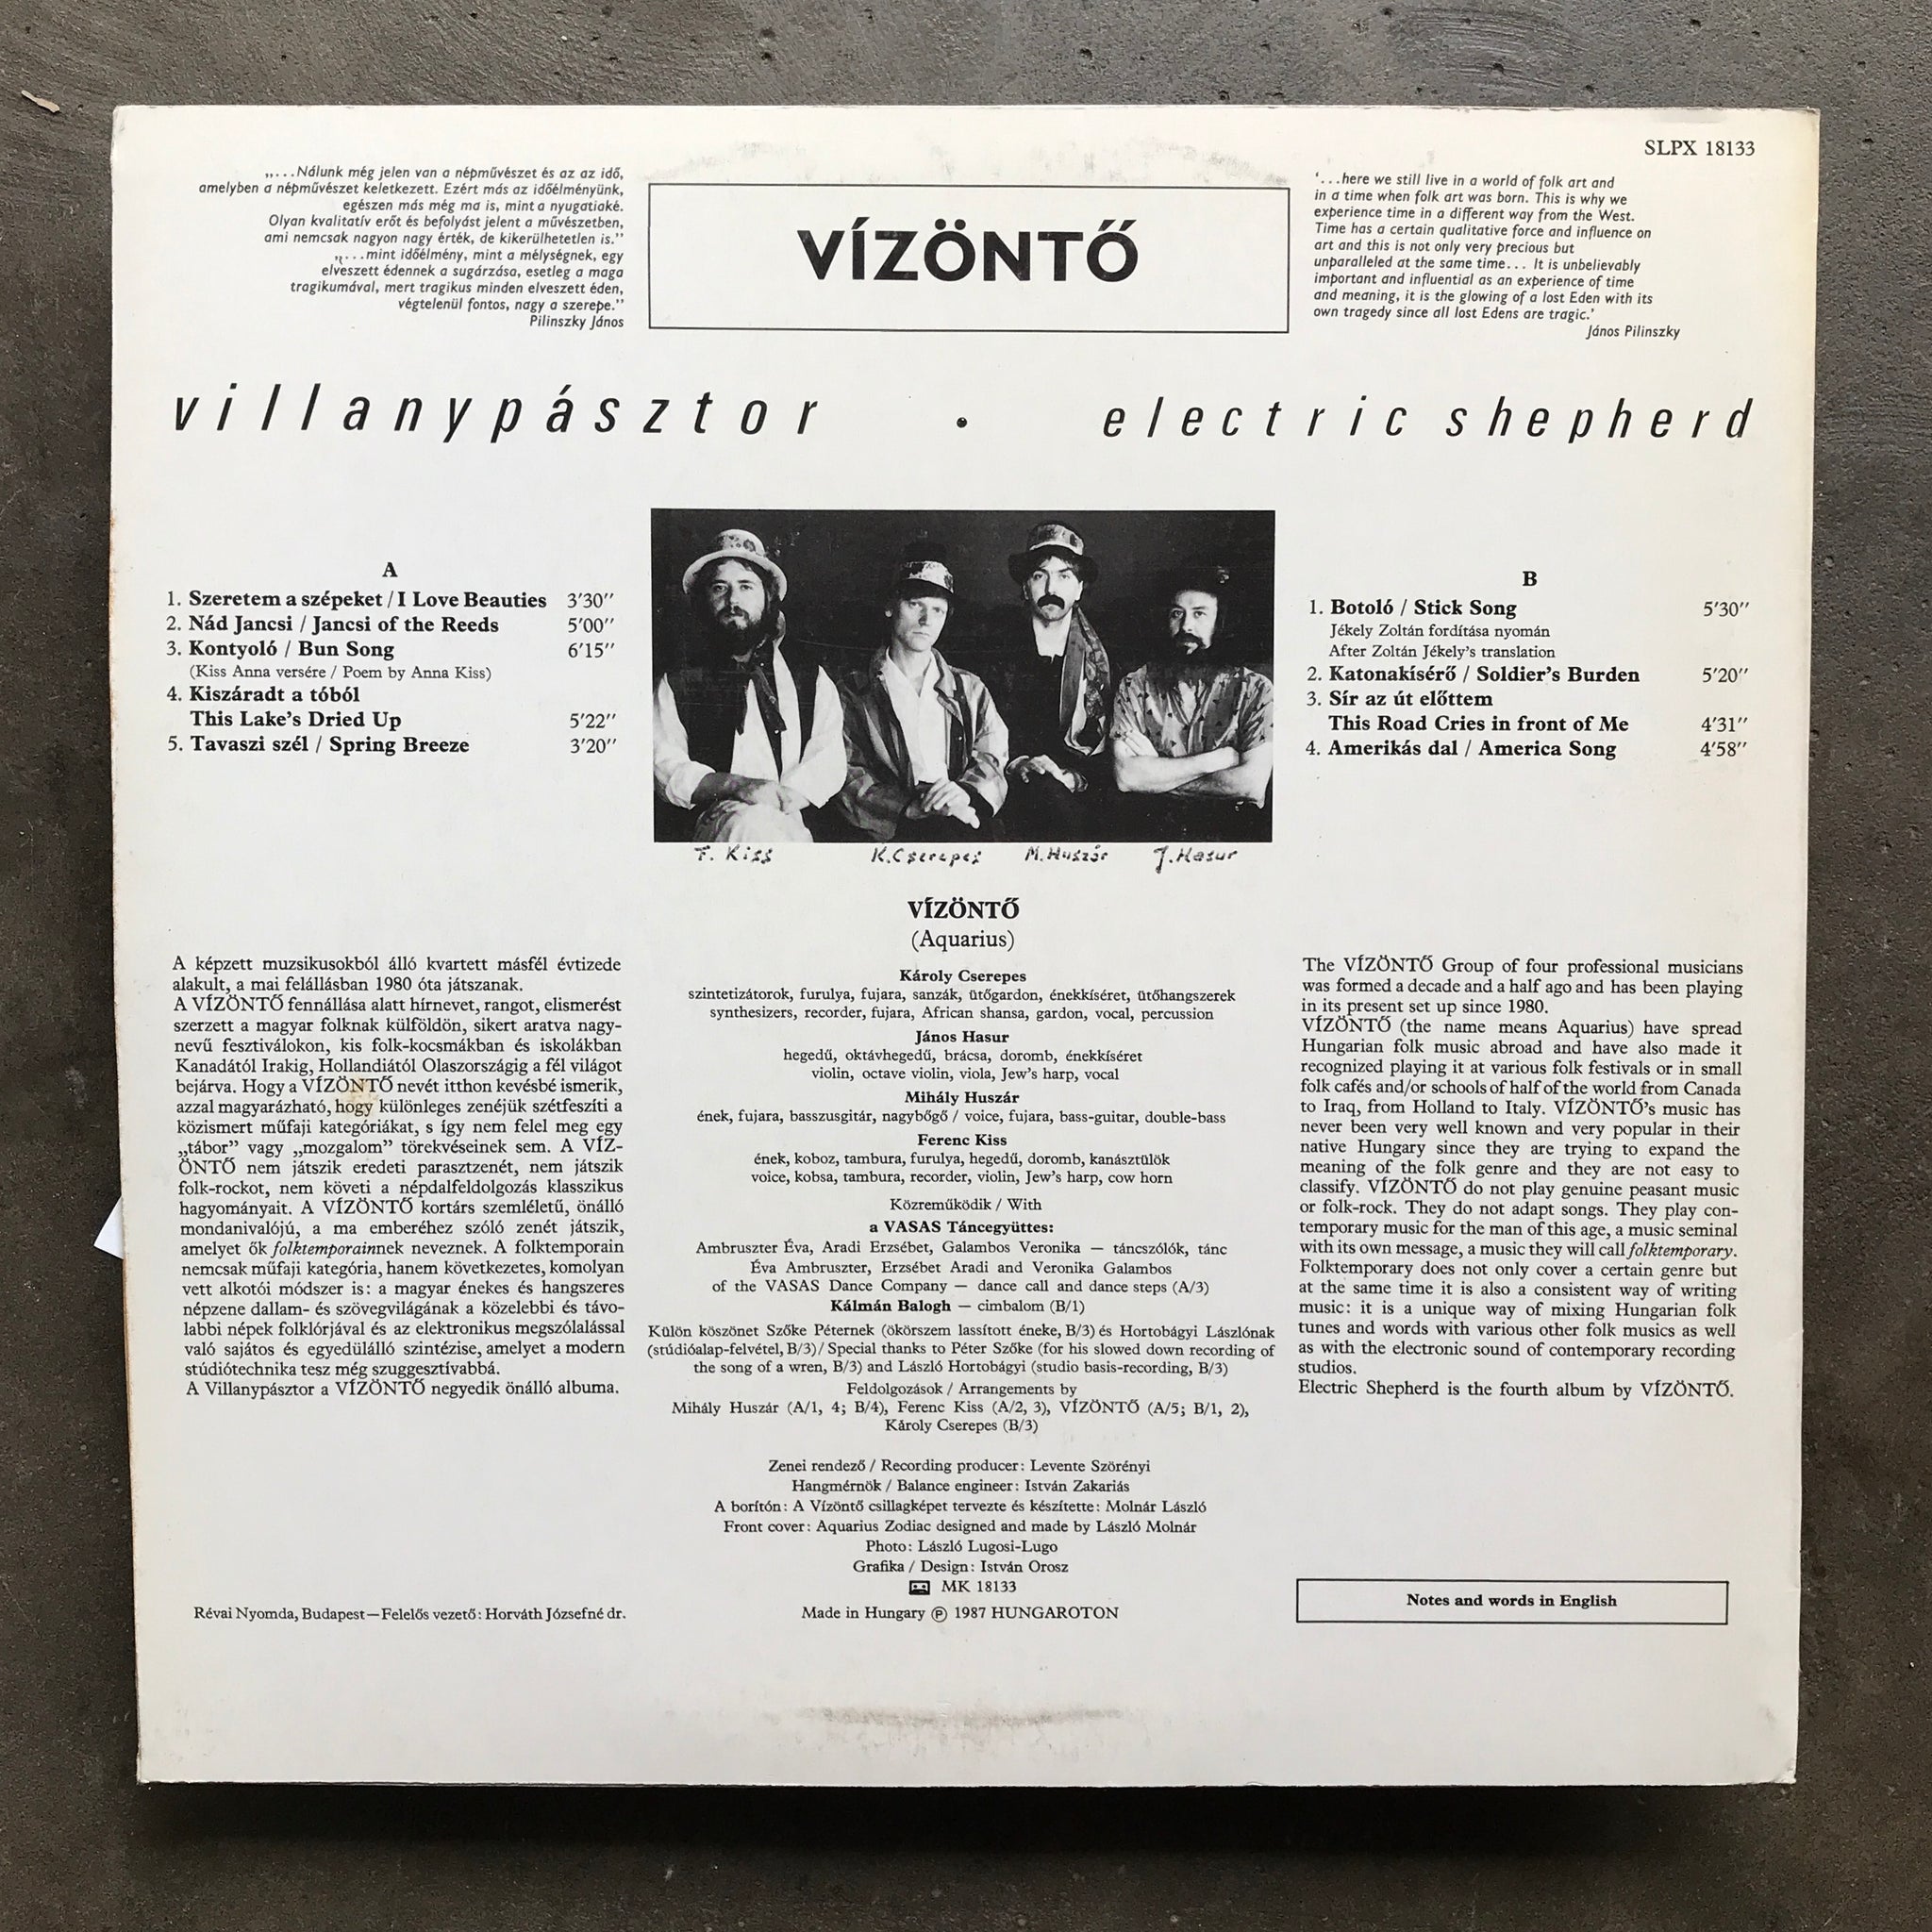 SLPX 18133
„...Nálunk még jelen van a népművészet és az az idő,
amelyben a népművészet keletkezett. Ezért más az időélményünk,
egészen más még ma is, mint a nyugatiaké.
Olyan kvalitatív erőt és befolyást jelent a művészetben,
ami nemcsak nagyon nagy érték, de kikerülhetetlen is.”
„...mint időélmény, mint a mélységnek, egy
elveszett édennek a sugárzása, esetleg a maga
tragikumával, mert tragikus minden elveszett éden,
végtelenül fontos, nagy a szerepe.”
Pilinszky János
VÍZÖNTŐ
‘...here we still live in a world of folk art and
in a time when folk art was born. This is why we
experience time in a different way from the West.
Time has a certain qualitative force and influence on
art and this is not only very precious but
unparalleled at the same time... It is unbelievably
important and influential as an experience of time
and meaning, it is the glowing of a lost Eden with its
own tragedy since all lost Edens are tragic.’
János Pilinszky
villanypásztor • electric shepherd
A
1. Szeretem a szépeket / I Love Beauties 3’30’’
2. Nád Jancsi / Jancsi of the Reeds 5’00’’
3. Kontyoló / Bun Song 6’15’’
(Kiss Anna versére / Poem by Anna Kiss)
4. Kiszáradt a tóból
This Lake’s Dried Up 5’22’’
5. Tavaszi szél / Spring Breeze 3’20’’
B
1. Botoló / Stick Song 5’30’’
Jékely Zoltán fordítása nyomán
After Zoltán Jékely’s translation
2. Katonakísérő / Soldier’s Burden 5’20’’
3. Sír az út előttem
This Road Cries in front of Me 4’31’’
4. Amerikás dal / America Song 4’58’’
F. Kiss K. Cserepes M. Huszár J. Hasur
A képzett muzsikusokból álló kvartett másfél évtizede
alakult, a mai felállásban 1980 óta játszanak.
A VÍZÖNTŐ fennállása alatt hírnevet, rangot, elismerést
szerzett a magyar folknak külföldön, sikert aratva nagy-
nevű fesztiválokon, kis folk-kocsmákban és iskolákban
Kanadától Irakig, Hollandiától Olaszországig a fél világot
bejárva. Hogy a VÍZÖNTŐ nevét itthon kevésbé ismerik,
azzal magyarázható, hogy különleges zenéjük szétfeszíti a
közismert műfaji kategóriákat, s így nem felel meg egy
„tábor” vagy „mozgalom” törekvéseinek sem. A VÍZ-
ÖNTŐ nem játszik eredeti parasztzenét, nem játszik
folk-rockot, nem követi a népdalfeldolgozás klasszikus
hagyományait. A VÍZÖNTŐ kortárs szemléletű, önálló
mondanivalójú, a ma emberéhez szóló zenét játszik,
amelyet ők folktemporainnek neveznek. A folktemporain
nemcsak műfaji kategória, hanem következetes, komolyan
vett alkotói módszer is: a magyar énekes és hangszeres
népzene dallam- és szövegvilágának a közelebbi és távo-
labbi népek folklórjával és az elektronikus megszólalással
való sajátos és egyedülálló szintézise, amelyet a modern
stúdiótechnika tesz még szuggesztívabbá.
A Villanypásztor a VÍZÖNTŐ negyedik önálló albuma.
Révai Nyomda, Budapest—Felelős vezető: Horváth Józsefné dr.
VÍZÖNTŐ
(Aquarius)
Károly Cserepes
szintetizátorok, furulya, fujara, sanzák, ütőgardon, énekkíséret, ütőhangszerek
synthesizers, recorder, fujara, African shansa, gardon, vocal, percussion
János Hasur
hegedű, oktávhegedű, brácsa, doromb, énekkíséret
violin, octave violin, viola, Jew’s harp, vocal
Mihály Huszár
ének, fujara, basszusgitár, nagybőgő / voice, fujara, bass-guitar, double-bass
Ferenc Kiss
ének, koboz, tambura, furulya, hegedű, doromb, kanásztülök
voice, kobsa, tambura, recorder, violin, Jew’s harp, cow horn
Közreműködik / With
a VASAS Táncegyüttes:
Ambruszter Éva, Aradi Erzsébet, Galambos Veronika — táncszólók, tánc
Éva Ambruszter, Erzsébet Aradi and Veronika Galambos
of the VASAS Dance Company — dance call and dance steps (A/3)
Kálmán Balogh — cimbalom (B/1)
Külön köszönet Szőke Péternek (ökörszem lassított éneke, B/3) és Hortobágyi Lászlónak
(stúdióalap-felvétel, B/3)/ Special thanks to Péter Szőke (for his slowed down recording of
the song of a wren, B/3) and László Hortobágyi (studio basis-recording, B/3)
Feldolgozások / Arrangements by
Mihály Huszár (A/1, 4; B/4), Ferenc Kiss (A/2, 3), VÍZÖNTŐ (A/5; B/1, 2),
Károly Cserepes (B/3)
Zenei rendező / Recording producer: Levente Szörényi
Hangmérnök / Balance engineer: István Zakariás
A borítón: A Vízöntő csillagképet tervezte és készítette: Molnár László
Front cover: Aquarius Zodiac designed and made by László Molnár
Photo: László Lugosi-Lugo
Grafika / Design: István Orosz
MK 18133
Made in Hungary ℗ 1987 HUNGAROTON
The VÍZÖNTŐ Group of four professional musicians
was formed a decade and a half ago and has been playing
in its present set up since 1980.
VÍZÖNTŐ (the name means Aquarius) have spread
Hungarian folk music abroad and have also made it
recognized playing it at various folk festivals or in small
folk cafés and/or schools of half of the world from Canada
to Iraq, from Holland to Italy. VÍZÖNTŐ’s music has
never been very well known and very popular in their
native Hungary since they are trying to expand the
meaning of the folk genre and they are not easy to
classify. VÍZÖNTŐ do not play genuine peasant music
or folk-rock. They do not adapt songs. They play con-
temporary music for the man of this age, a music seminal
with its own message, a music they will call folktemporary.
Folktemporary does not only cover a certain genre but
at the same time it is also a consistent way of writing
music: it is a unique way of mixing Hungarian folk
tunes and words with various other folk musics as well
as with the electronic sound of contemporary recording
studios.
Electric Shepherd is the fourth album by VÍZÖNTŐ.
Notes and words in English